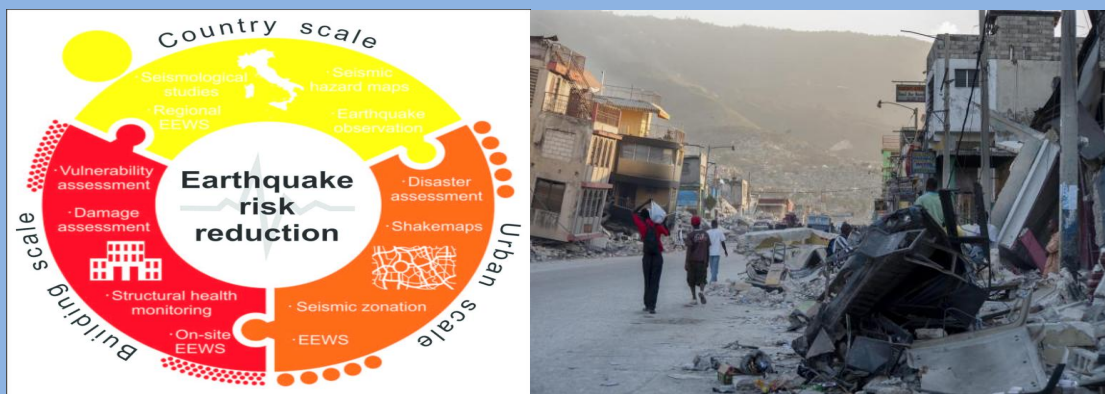 Country scale
· Seismological
studies
· Regional
EEWS
· Seismic
hazard maps
· Earthquake
observation
· Vulnerability
assessment
· Damage
assessment
· Structural health
monitoring
· On-site
EEWS
Building scale
Earthquake
risk
reduction
· Disaster
assessment
· Shakemaps
· Seismic zonation
· EEWS
Urban scale